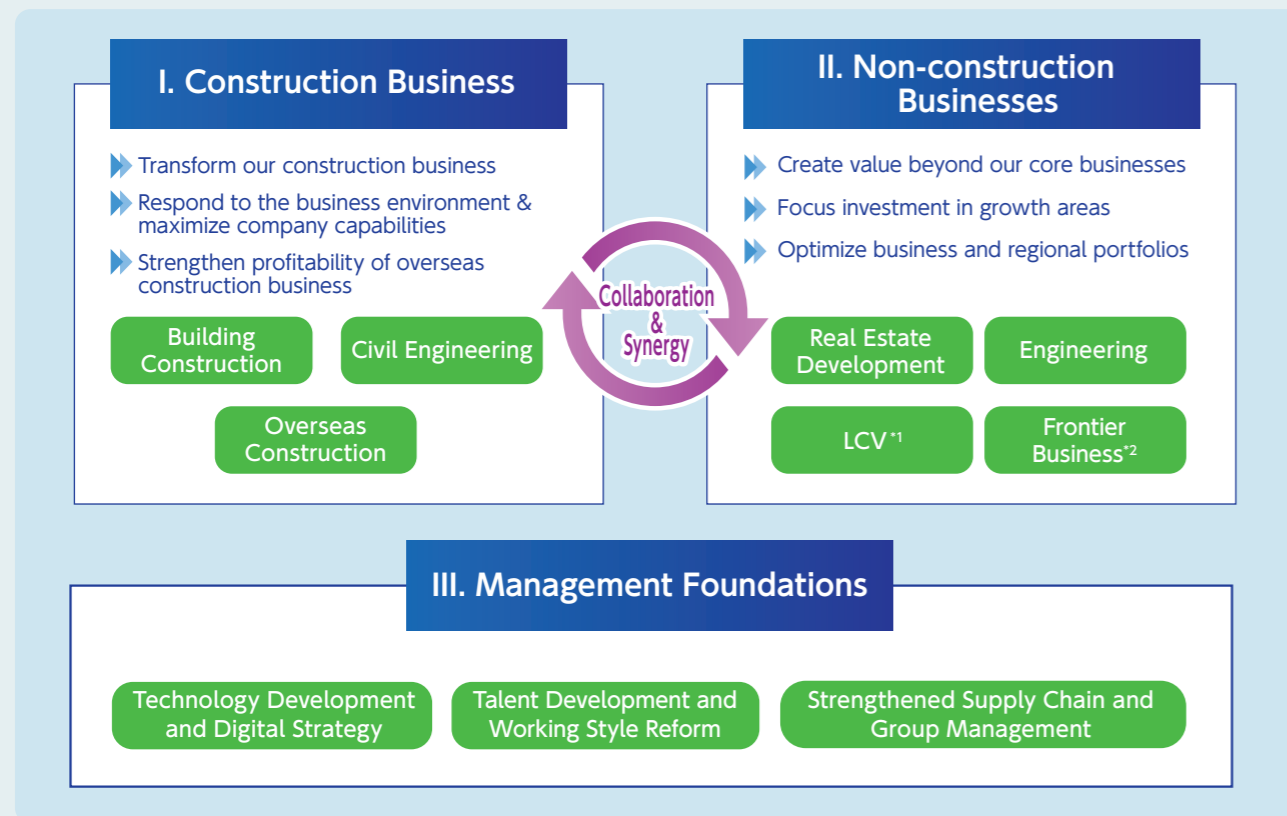 I. Construction Business
Transform our construction business
Respond to the business environment &
maximize company capabilities
Strengthen profitability of overseas
construction business
Building
Construction
Civil Engineering
Overseas
Construction
Collaboration
&
Synergy
II. Non-construction
Businesses
Create value beyond our core businesses
Focus investment in growth areas
Optimize business and regional portfolios
Real Estate
Development
Engineering
LCV*1
Frontier
Business*2
III. Management Foundations
Technology Development
and Digital Strategy
Talent Development and
Working Style Reform
Strengthened Supply Chain and
Group Management